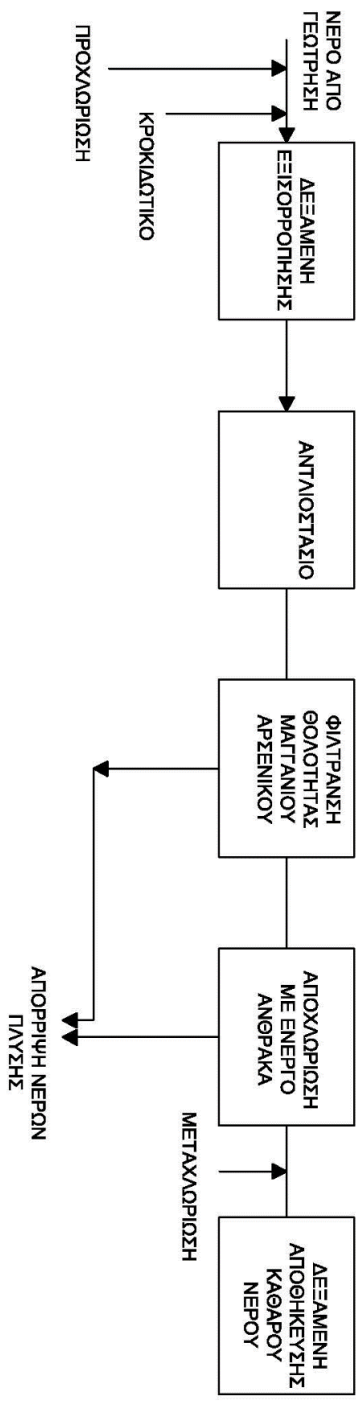 ΝΕΡΟ ΑΠΟ
ΓΕΩΤΡΗΣΗ
ΠΡΟΧΛΩΡΙΩΣΗ
ΚΡΟΚΙΔΩΤΙΚΟ
ΔΕΞΑΜΕΝΗ
ΕΞΙΣΟΡΡΟΠΗΣΗΣ
ΑΝΤΛΙΟΣΤΑΣΙΟ
ΦΙΛΤΡΑΝΣΗ
ΘΟΛΟΤΗΤΑΣ
ΜΑΓΓΑΝΙΟΥ
ΑΡΣΕΝΙΚΟΥ
ΑΠΟΧΛΩΡΙΩΣΗ
ΜΕ ΕΝΕΡΓΟ
ΑΝΘΡΑΚΑ
ΑΠΟΡΡΙΨΗ ΝΕΡΩΝ
ΠΛΥΣΗΣ
ΜΕΤΑΧΛΩΡΙΩΣΗ
ΔΕΞΑΜΕΝΗ
ΑΠΟΘΗΚΕΥΣΗΣ
ΚΑΘΑΡΟΥ
ΝΕΡΟΥ